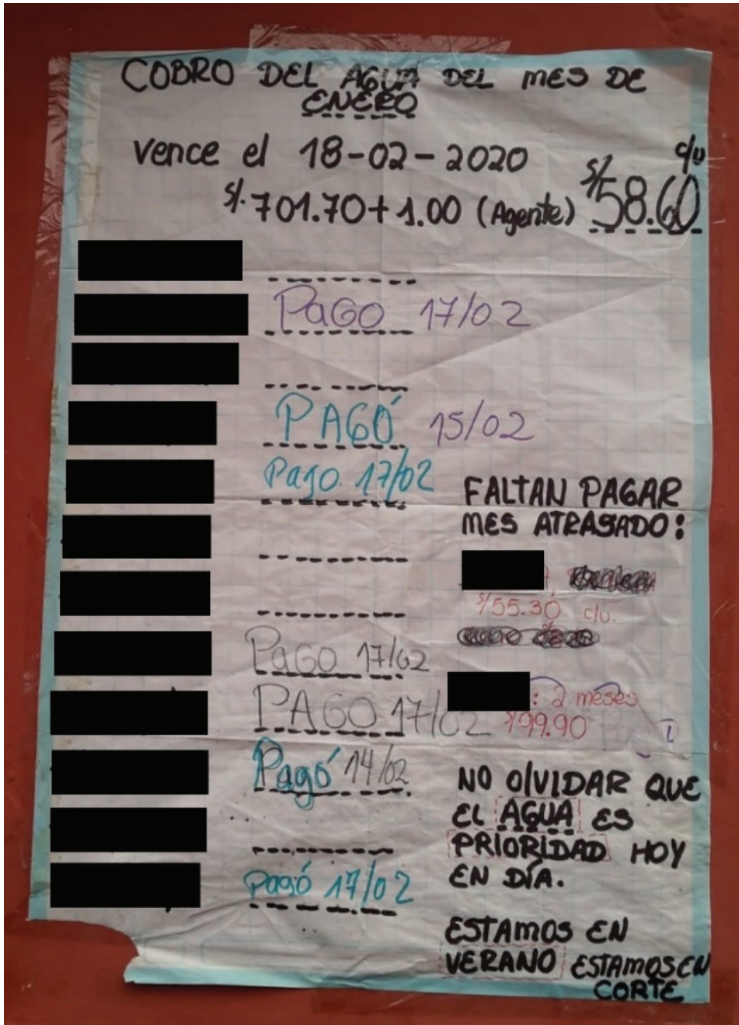 COBRO DEL AGUA DEL MES DE
ENERO
vence el 18-02-2020
S/. 701.70 + 1.00 (Agente) S/58.60 c/u
PAGO 17/02
PAGÓ 15/02
Pago 17/02
PAGO 17/02
PAGO 17/02
Pagó 14/02
Pagó 17/02
FALTAN PAGAR
MES ATRASADO:
S/55.30 c/u.
: 2 meses
S/99.90
NO OlVIDAR QUE
EL AGUA ES
PRIORIDAD HOY
EN DÍA.
ESTAMOS EN
VERANO ESTAMOS EN
CORTE